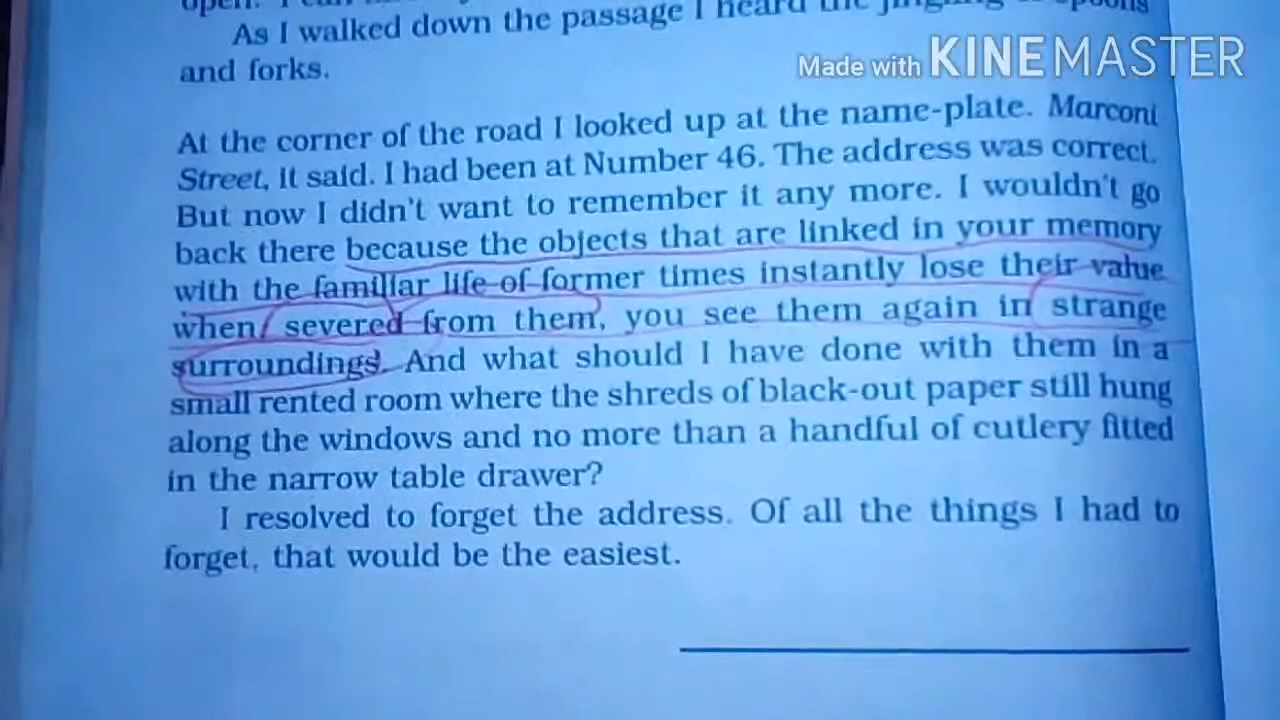 open. I
As I walked down the passage I heard the jingling of spoons
and forks.
Made with KINEMASTER
At the corner of the road I looked up at the name-plate. Marconi
Street, it said. I had been at Number 46. The address was correct.
But now I didn't want to remember it any more. I wouldn't go
back there because the objects that are linked in your memory
with the familiar life of former times instantly lose their value
when, severed from them, you see them again in strange
surroundings. And what should I have done with them in a
small rented room where the shreds of black-out paper still hung
along the windows and no more than a handful of cutlery fitted
in the narrow table drawer?
I resolved to forget the address. Of all the things I had to
forget, that would be the easiest.